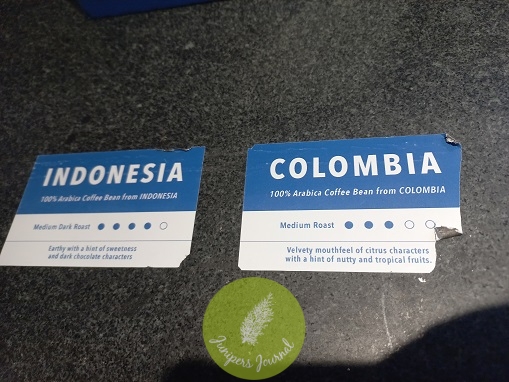 INDONESIA
100% Arabica Coffee Bean from INDONESIA
Medium Dark Roast
Earthy with a hint of sweetness
and dark chocolate characters
COLOMBIA
100% Arabica Coffee Bean from COLOMBIA
Medium Roast
Velvety mouthfeel of citrus characters
with a hint of nutty and tropical fruits.
Junipers' Journal